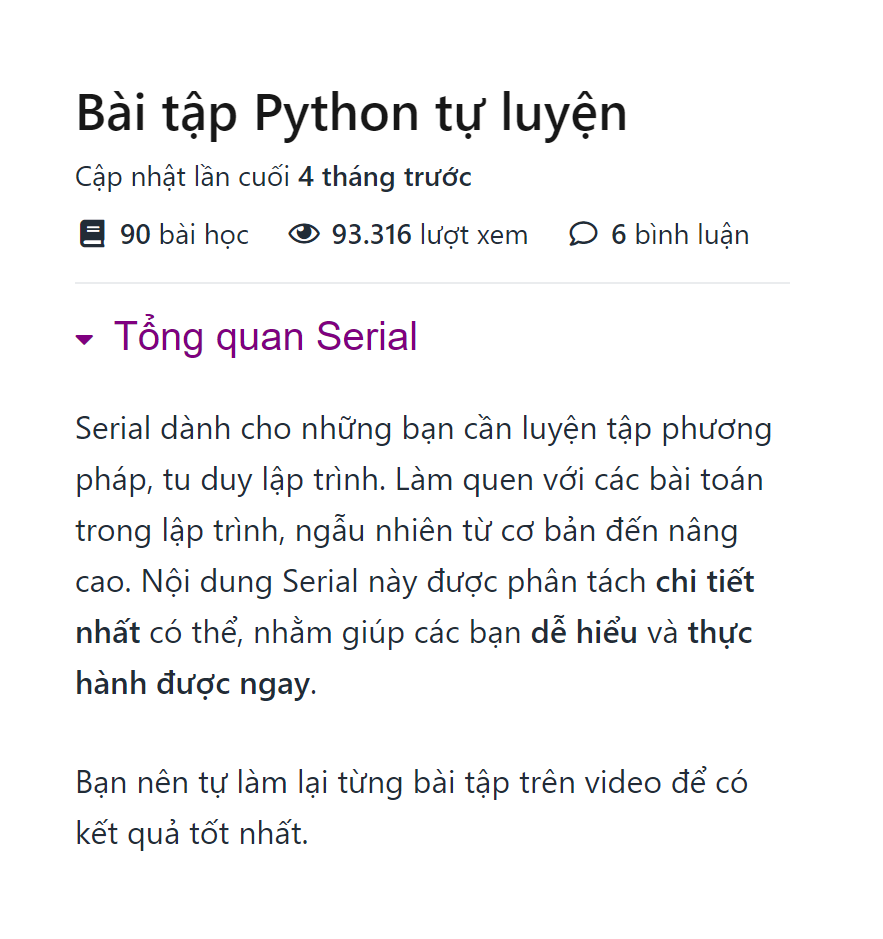 Bài tập Python tự luyện
Cập nhật lần cuối 4 tháng trước
90 bài học 93.316 lượt xem 6 bình luận
Tổng quan Serial
Serial dành cho những bạn cần luyện tập phương
pháp, tu duy lập trình. Làm quen với các bài toán
trong lập trình, ngẫu nhiên từ cơ bản đến nâng
cao. Nội dung Serial này được phân tách chi tiết
nhất có thể, nhằm giúp các bạn dễ hiểu và thực
hành được ngay.
Bạn nên tự làm lại từng bài tập trên video để có
kết quả tốt nhất.